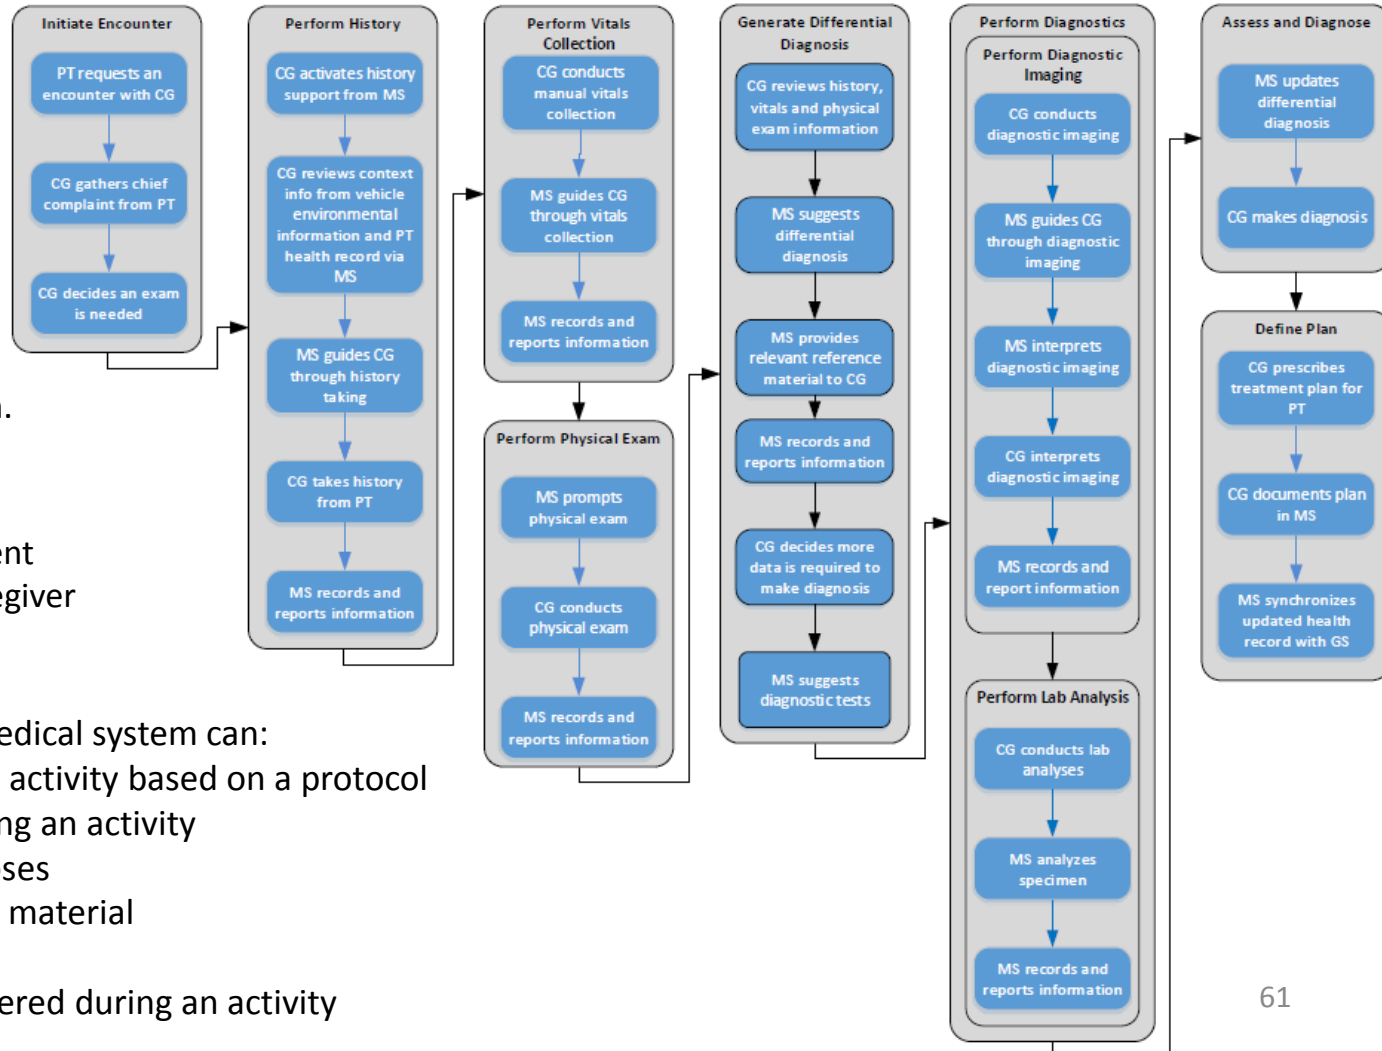 Initiate Encounter
PT requests an
encounter with CG
CG gathers chief
complaint from PT
CG decides an exam
is needed
Perform History
CG activates history
support from MS
CG reviews context
info from vehicle
environmental
information and PT
health record via
MS
MS guides CG
through history
taking
CG takes history
from PT
MS records and
reports information
Perform Vitals
Collection
CG conducts
manual vitals
collection
MS guides CG
through vitals
collection
MS records and
reports information
Perform Physical Exam
MS prompts
physical exam
CG conducts
physical exam
MS records and
reports information
Generate Differential
Diagnosis
CG reviews history,
vitals and physical
exam information
MS suggests
differential
diagnosis
MS provides
relevant reference
material to CG
MS records and
reports information
CG decides more
data is required to
make diagnosis
MS suggests
diagnostic tests
Perform Diagnostics
Perform Diagnostic
Imaging
CG conducts
diagnostic imaging
MS guides CG
through diagnostic
imaging
MS interprets
diagnostic imaging
CG interprets
diagnostic imaging
MS records and
report information
Perform Lab Analysis
CG conducts lab
analyses
MS analyzes
specimen
MS records and
reports information
Assess and Diagnose
MS updates
differential
diagnosis
CG makes diagnosis
Define Plan
CG prescribes
treatment plan for
PT
CG documents plan
in MS
MS synchronizes
updated health
record with GS
ent
egiver
edical system can:
activity based on a protocol
ng an activity
oses
material
ered during an activity
61